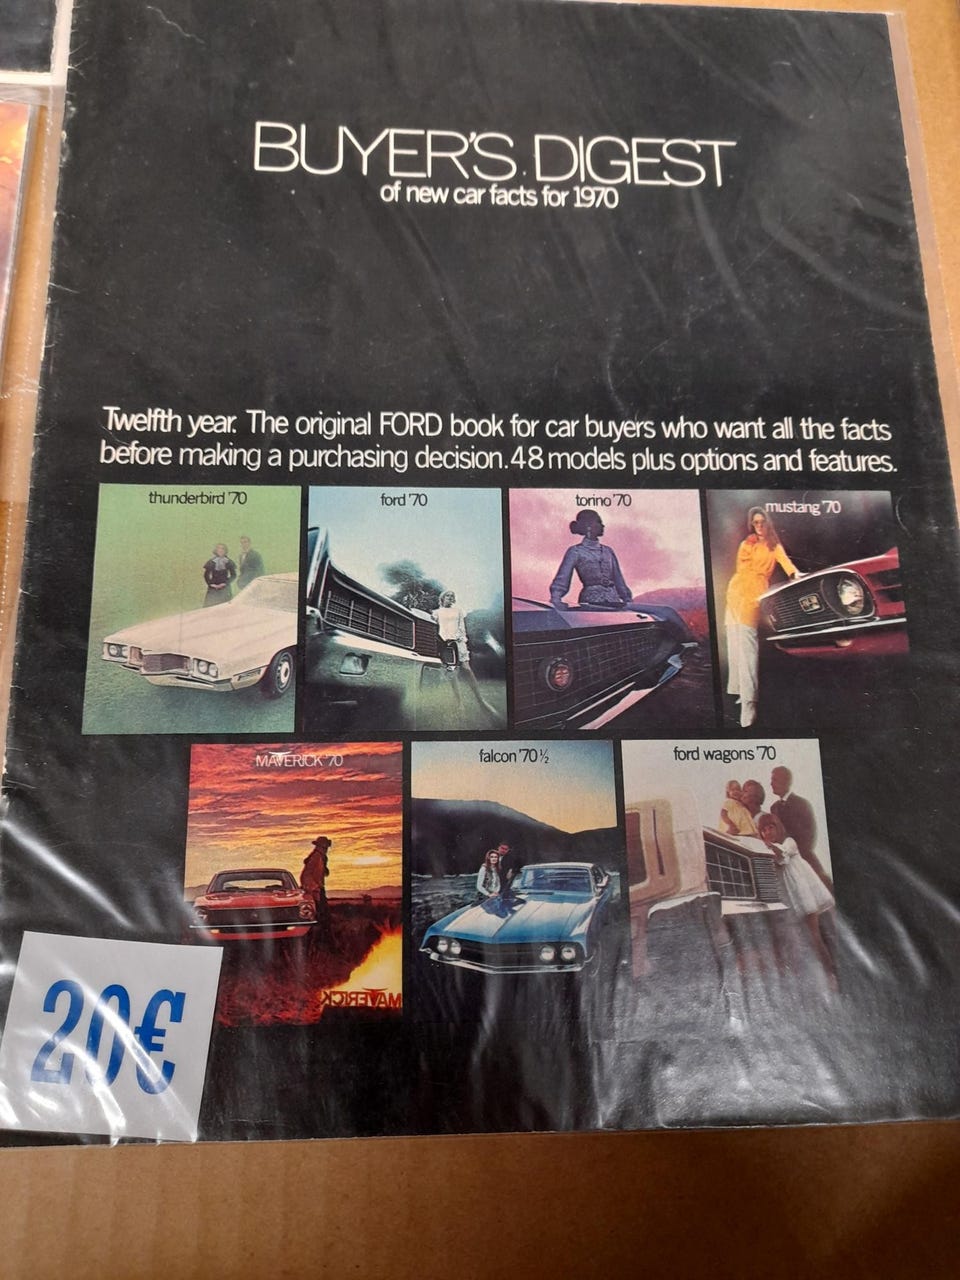 BUYER'S DIGEST
of new car facts for 1970
Twelfth year. The original FORD book for car buyers who want all the facts
before making a purchasing decision. 48 models plus options and features.
thunderbird '70
ford '70
torino '70
mustang '70
MAVERICK '70
falcon '70 ½
ford wagons '70
MAVERICK
20€